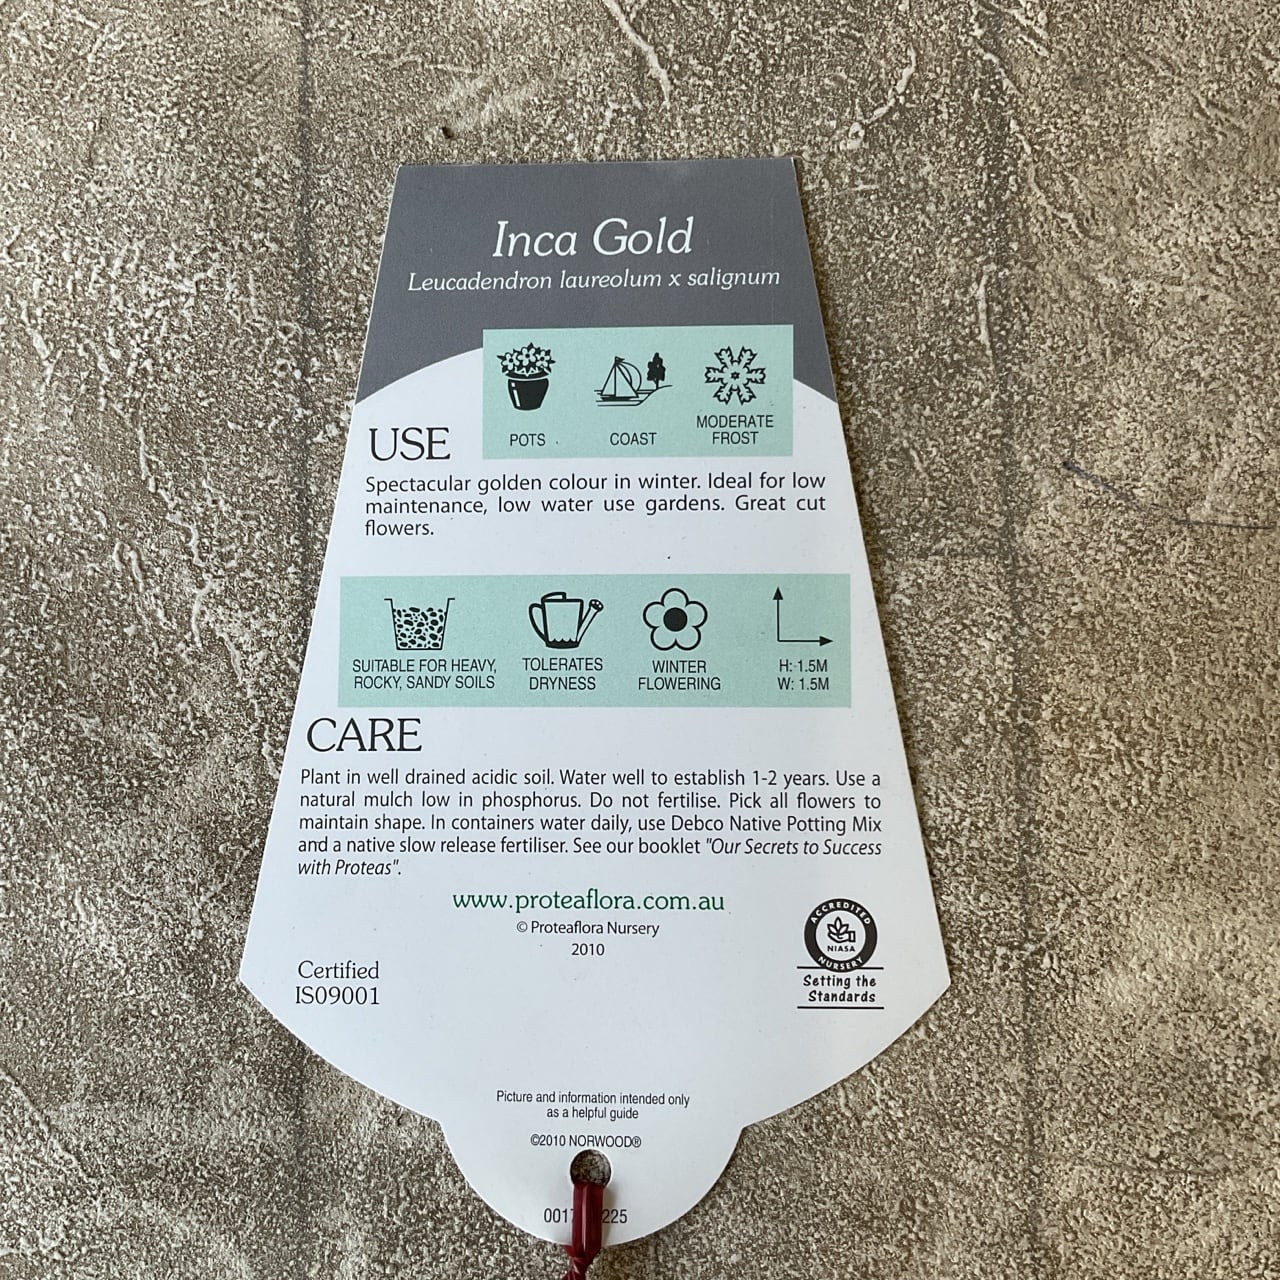 Inca Gold
Leucadendron laureolum x salignum
POTS
COAST
MODERATE
FROST
USE
Spectacular golden colour in winter. Ideal for low
maintenance, low water use gardens. Great cut
flowers.
SUITABLE FOR HEAVY,
ROCKY, SANDY SOILS
TOLERATES
DRYNESS
WINTER
FLOWERING
H: 1.5M
W: 1.5M
CARE
Plant in well drained acidic soil. Water well to establish 1-2 years. Use a
natural mulch low in phosphorus. Do not fertilise. Pick all flowers to
maintain shape. In containers water daily, use Debco Native Potting Mix
and a native slow release fertiliser. See our booklet "Our Secrets to Success
with Proteas".
www.proteaflora.com.au
© Proteaflora Nursery
2010
Certified
IS09001
ACCREDITED
NIASA
NURSERY
Setting the
Standards
Picture and information intended only
as a helpful guide
©2010 NORWOOD®